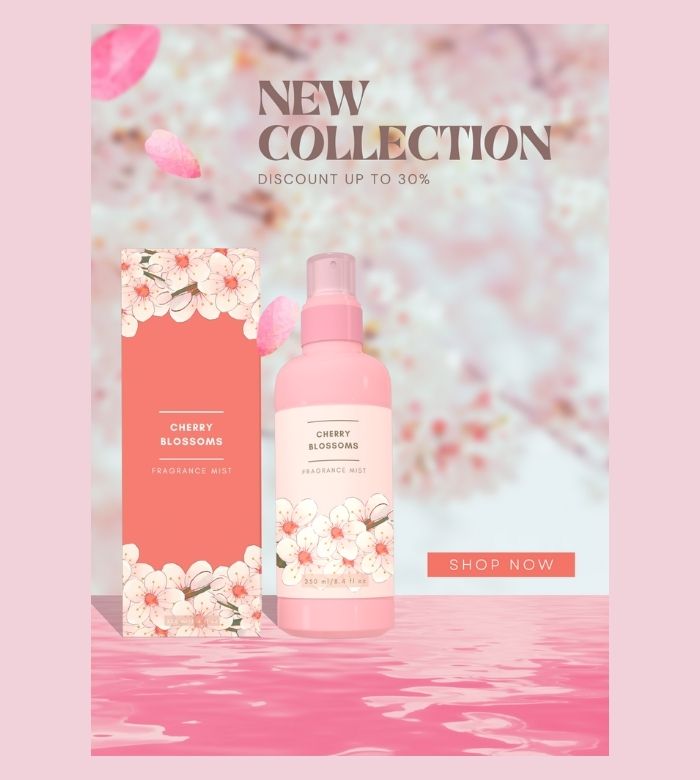 NEW
COLLECTION
DISCOUNT UP TO 30%
CHERRY
BLOSSOMS
FRAGRANCE MIST
CHERRY
BLOSSOMS
FRAGRANCE MIST
250 ml/8.4 fl oz
SHOP NOW